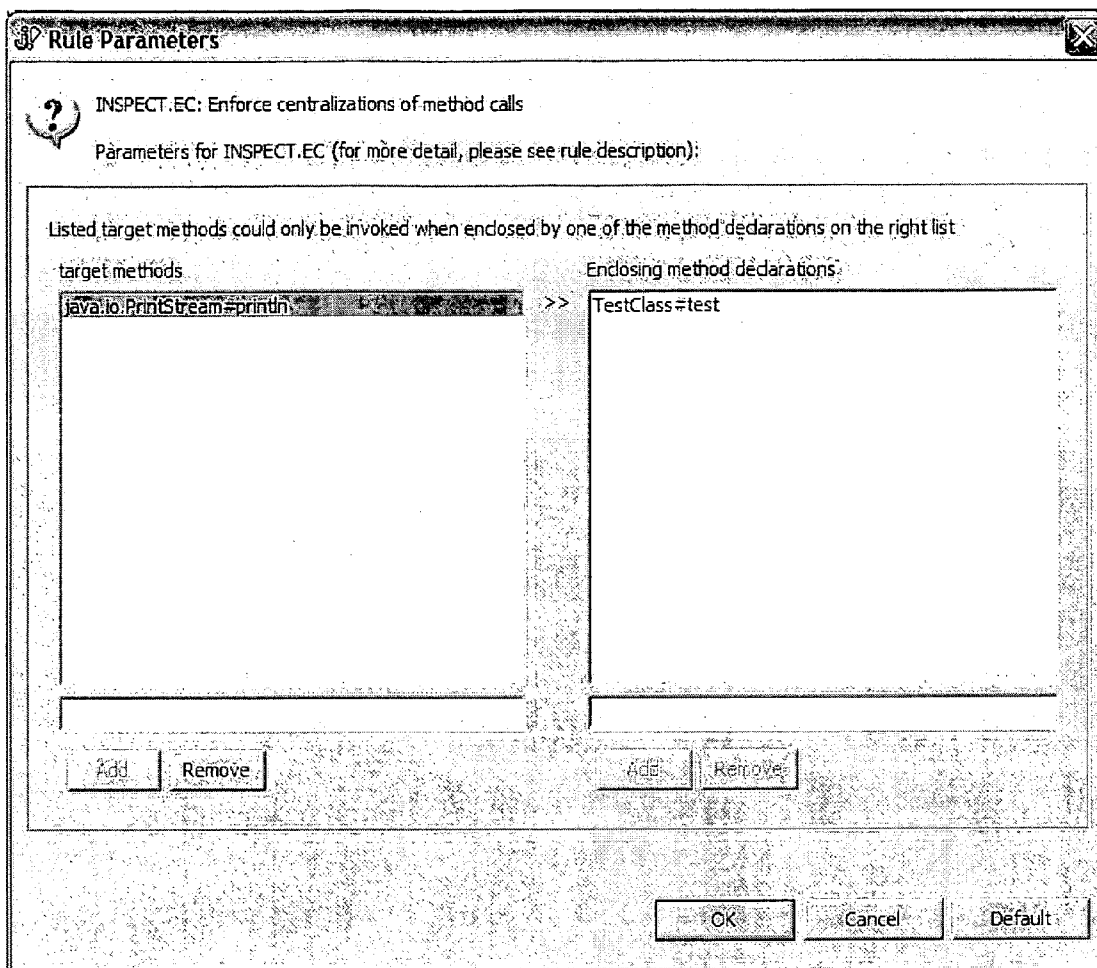 Rule Parameters
INSPECT.EC: Enforce centralizations of method calls
Parameters for INSPECT.EC (for more detail, please see rule description):
Listed target methods could only be invoked when enclosed by one of the method declarations on the right list
target methods
Enclosing method declarations
java.io.PrintStream=println
>>
TestClass=test
Add
Remove
Add
Remove
OK
Cancel
Default